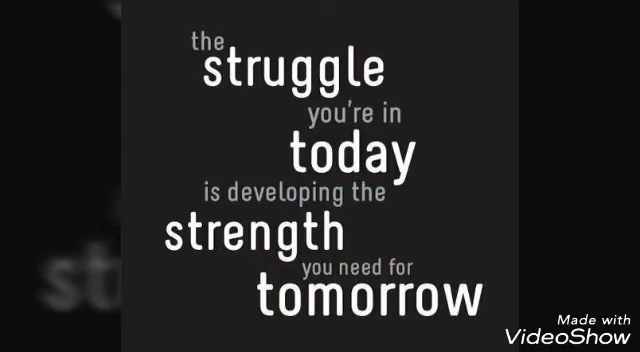 the
struggle
you're in
today
is developing the
strength
you need for
tomorrow
Made with
VideoShow